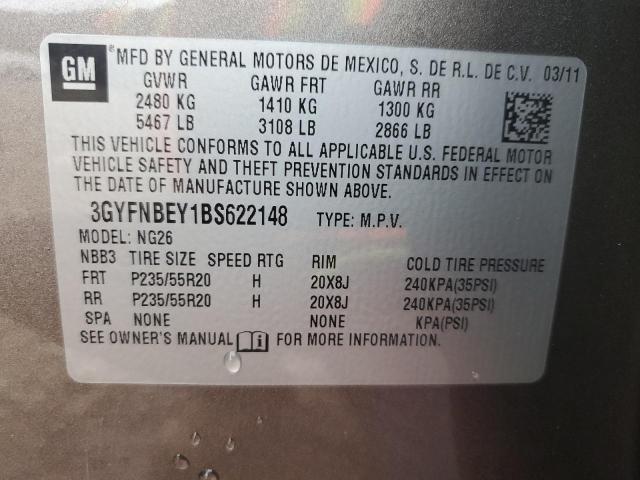 GM ® MFD BY GENERAL MOTORS DE MEXICO, S. DE R.L. DE C.V. 03/11
GVWR GAWR FRT GAWR RR
2480 KG 1410 KG 1300 KG
5467 LB 3108 LB 2866 LB
THIS VEHICLE CONFORMS TO ALL APPLICABLE U.S. FEDERAL MOTOR
VEHICLE SAFETY AND THEFT PREVENTION STANDARDS IN EFFECT ON
THE DATE OF MANUFACTURE SHOWN ABOVE.
3GYFNBEY1BS622148 TYPE: M.P.V.
MODEL: NG26
NBB3 TIRE SIZE SPEED RTG RIM COLD TIRE PRESSURE
FRT P235/55R20 H 20X8J 240KPA(35PSI)
RR P235/55R20 H 20X8J 240KPA(35PSI)
SPA NONE NONE KPA(PSI)
SEE OWNER'S MANUAL FOR MORE INFORMATION.